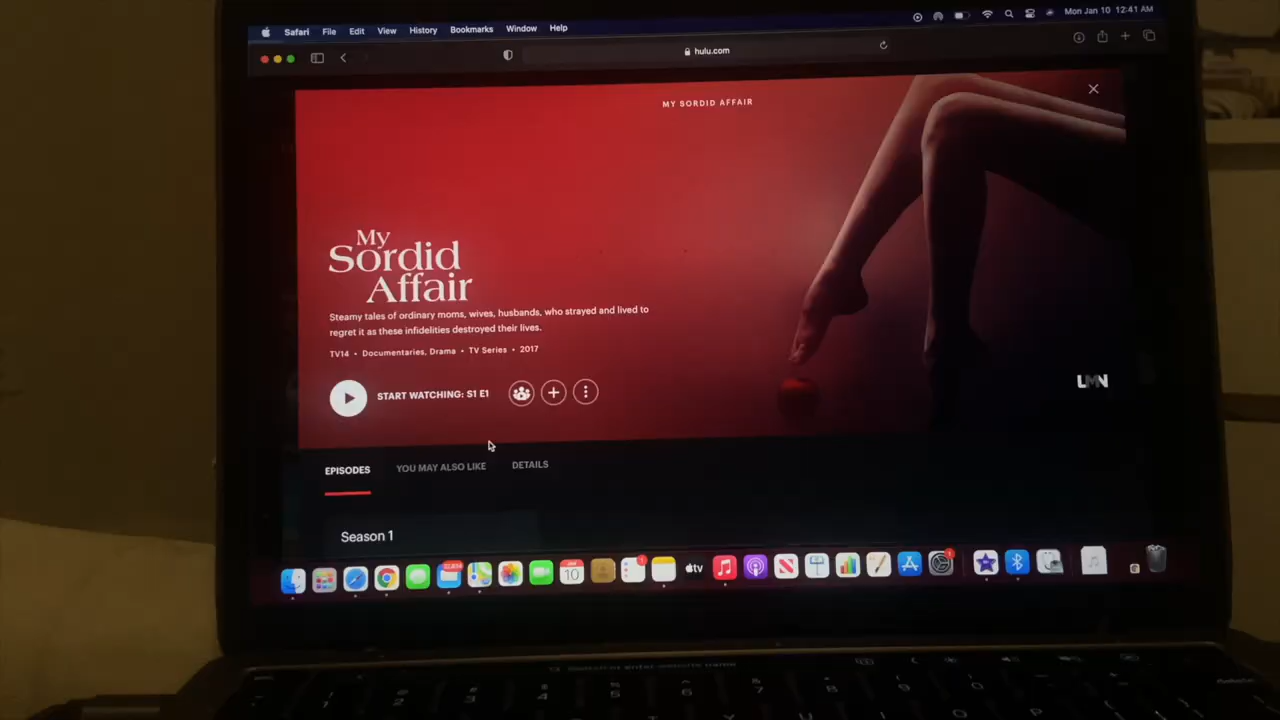 Safari File Edit View History Bookmarks Window Help
Mon Jan 10 12:41 AM
hulu.com
MY SORDID AFFAIR
My
Sordid
Affair
Steamy tales of ordinary moms, wives, husbands, who strayed and lived to
regret it as these infidelities destroyed their lives.
TV14 • Documentaries, Drama • TV Series • 2017
START WATCHING: S1 E1
LMN
EPISODES YOU MAY ALSO LIKE DETAILS
Season 1
10
tv